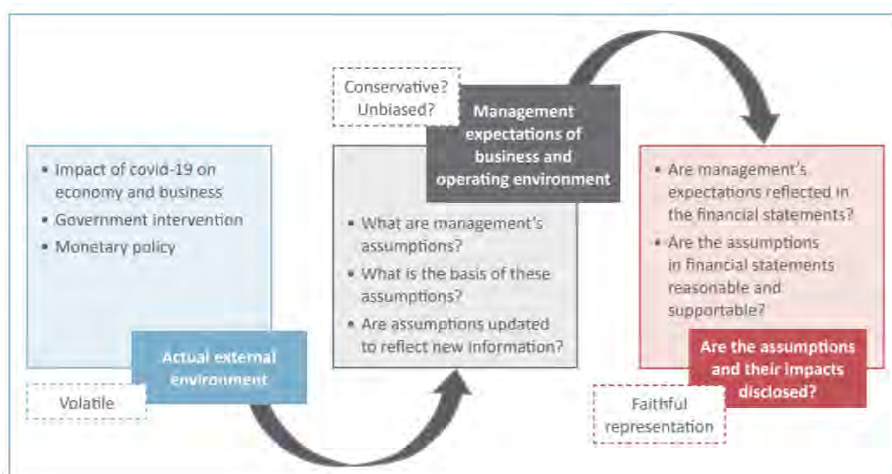 • Impact of covid-19 on
economy and business
• Government intervention
• Monetary policy
Actual external
environment
Volatile
Conservative?
Unbiased?
Management
expectations of
business and
operating environment
• What are management's
assumptions?
• What is the basis of these
assumptions?
• Are assumptions updated
to reflect new information?
• Are management's
expectations reflected in
the financial statements?
• Are the assumptions
in financial statements
reasonable and
supportable?
Are the assumptions
and their impacts
disclosed?
Faithful
representation